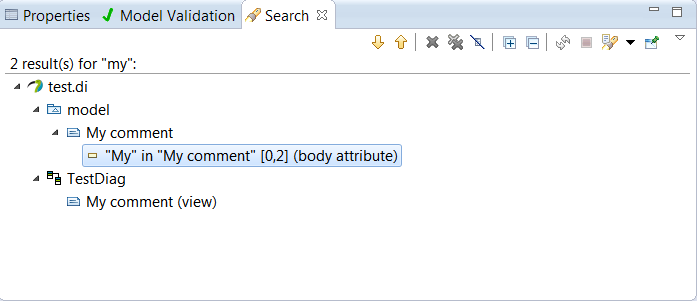 Properties Model Validation Search
2 result(s) for "my":
test.di
model
My comment
"My" in "My comment" [0,2] (body attribute)
TestDiag
My comment (view)